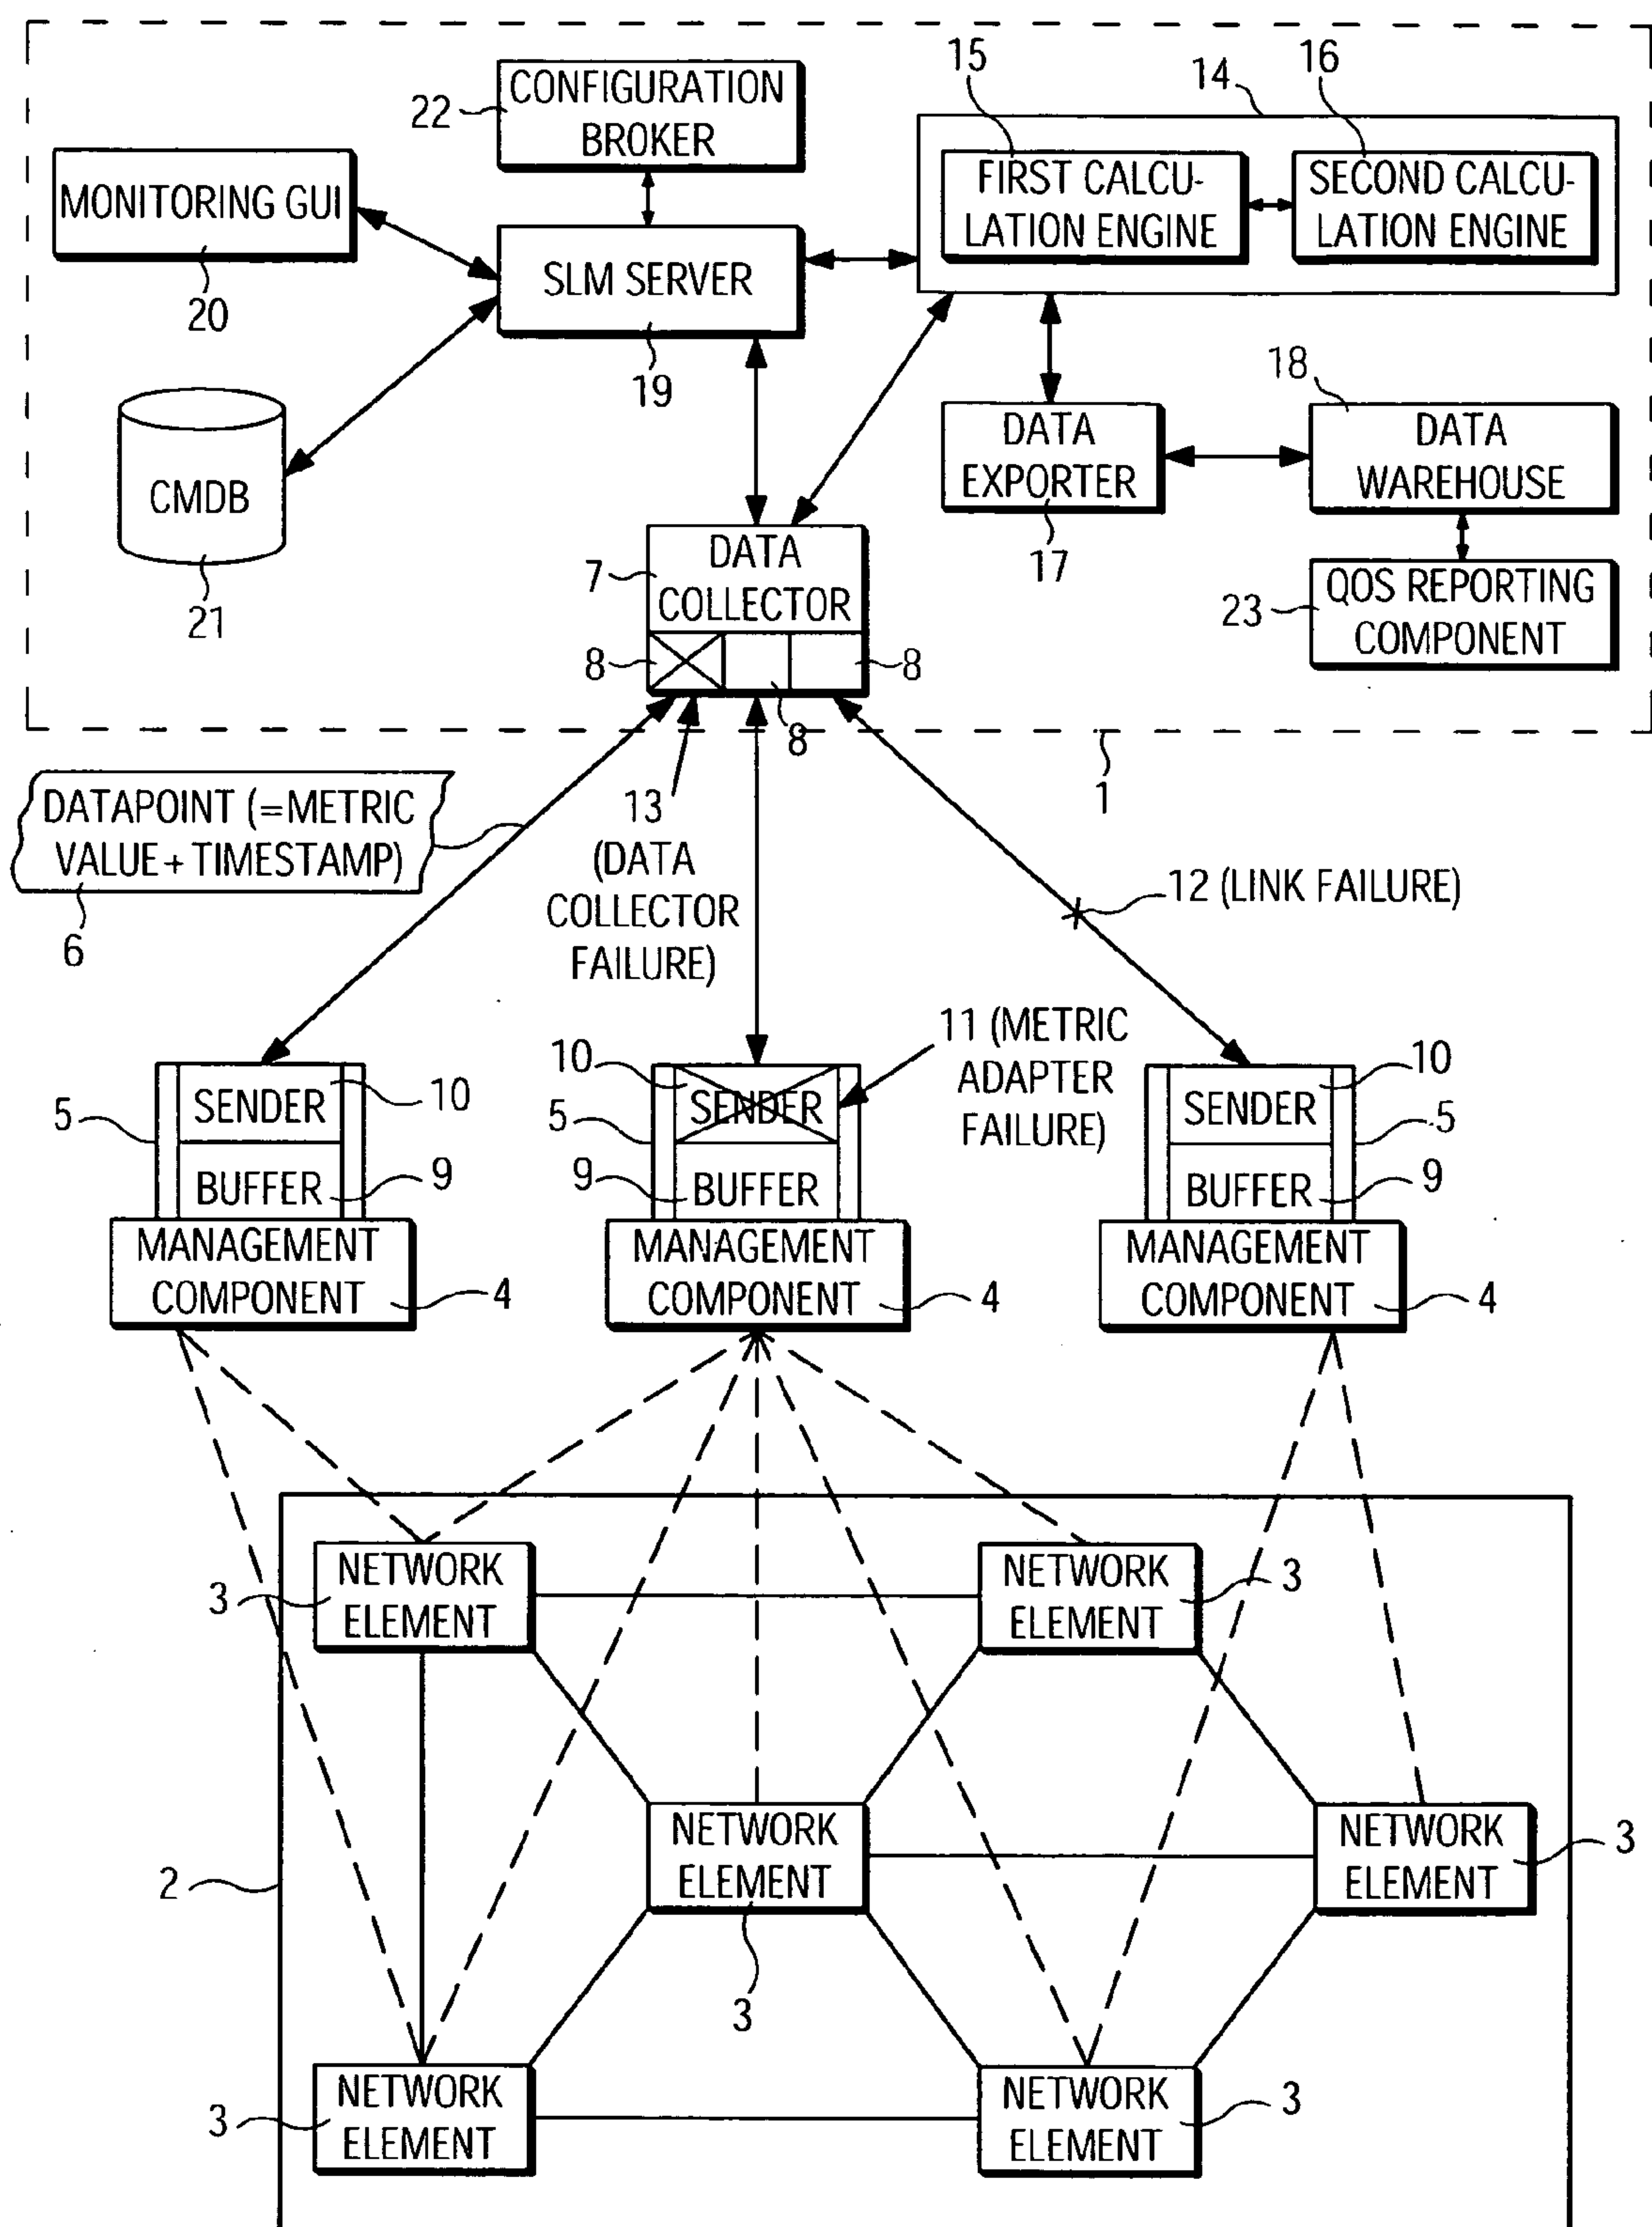 15
16
14
CONFIGURATION
BROKER
22
MONITORING GUI
20
FIRST CALCU-
LATION ENGINE
SECOND CALCU-
LATION ENGINE
SLM SERVER
19
18
CMDB
21
DATA
EXPORTER
17
DATA
WAREHOUSE
DATA
COLLECTOR
7
8
8
8
QOS REPORTING
COMPONENT
23
1
DATAPOINT (=METRIC
VALUE+TIMESTAMP)
6
13
(DATA
COLLECTOR
FAILURE)
12 (LINK FAILURE)
11 (METRIC
ADAPTER
FAILURE)
SENDER
10
5
BUFFER
9
MANAGEMENT
COMPONENT
4
10
SENDER
5
9
BUFFER
MANAGEMENT
COMPONENT
4
SENDER
10
5
BUFFER
9
MANAGEMENT
COMPONENT
4
NETWORK
ELEMENT
3
NETWORK
ELEMENT
3
NETWORK
ELEMENT
3
NETWORK
ELEMENT
3
2
NETWORK
ELEMENT
3
NETWORK
ELEMENT
3